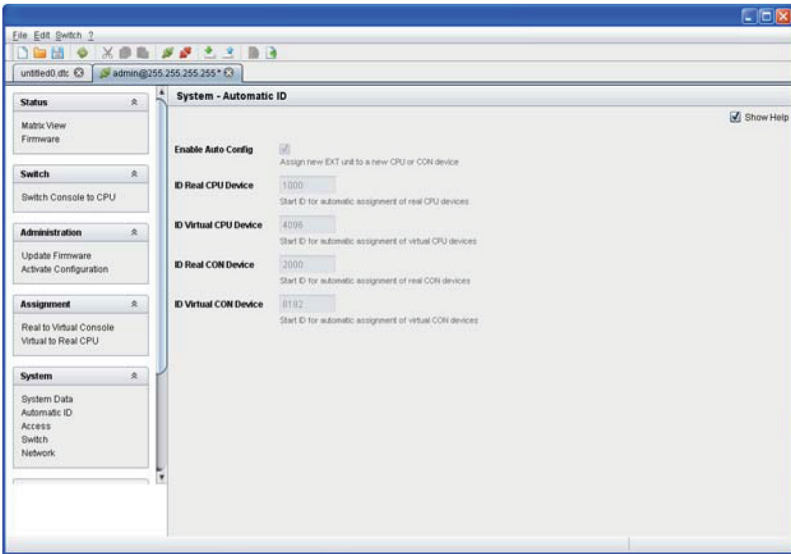 File Edit Switch ?
untitled0.dtc admin@255.255.255.255*
Status
Matrix View
Firmware
Switch
Switch Console to CPU
Administration
Update Firmware
Activate Configuration
Assignment
Real to Virtual Console
Virtual to Real CPU
System
System Data
Automatic ID
Access
Switch
Network
System - Automatic ID
Show Help
Enable Auto Config
Assign new EXT unit to a new CPU or CON device
ID Real CPU Device 1000
Start ID for automatic assignment of real CPU devices
ID Virtual CPU Device 4096
Start ID for automatic assignment of virtual CPU devices
ID Real CON Device 2000
Start ID for automatic assignment of real CON devices
ID Virtual CON Device 8192
Start ID for automatic assignment of virtual CON devices